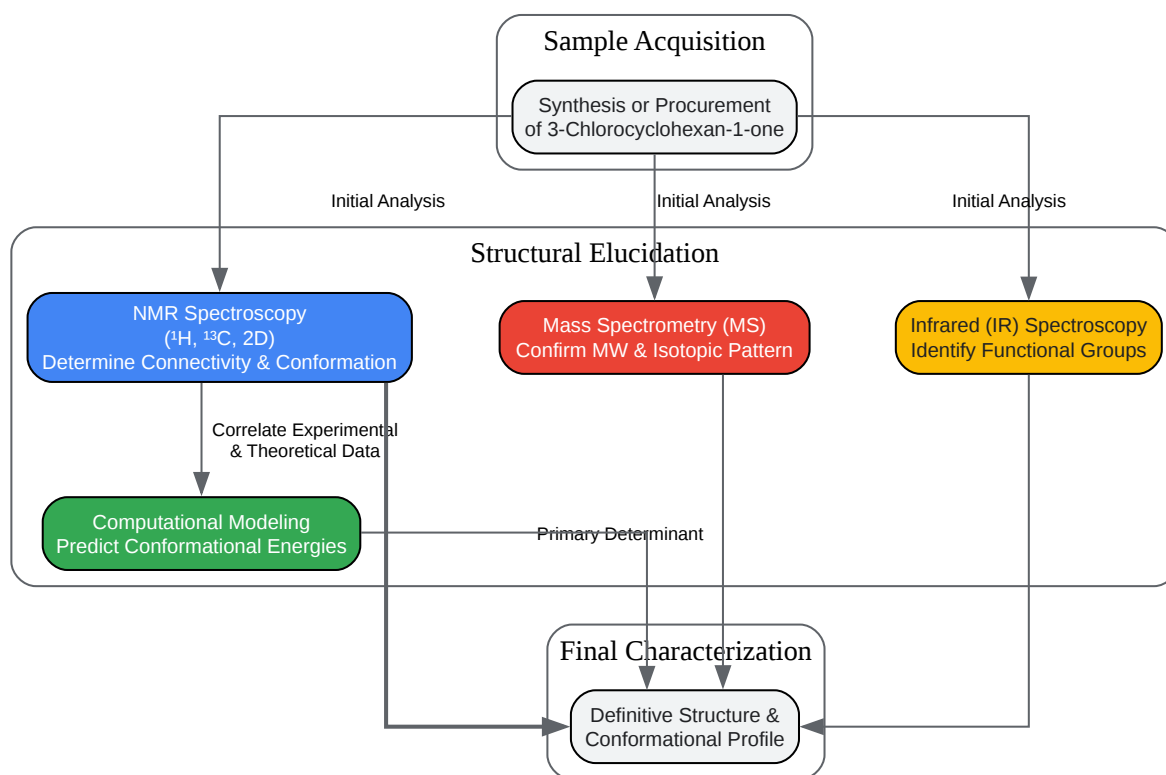 Sample Acquisition
Synthesis or Procurement
of 3-Chlorocyclohexan-1-one
Initial Analysis
Initial Analysis
Initial Analysis
Structural Elucidation
NMR Spectroscopy
(¹H, ¹³C, 2D)
Determine Connectivity & Conformation
Mass Spectrometry (MS)
Confirm MW & Isotopic Pattern
Infrared (IR) Spectroscopy
Identify Functional Groups
Correlate Experimental
& Theoretical Data
Computational Modeling
Predict Conformational Energies
Primary Determinant
Final Characterization
Definitive Structure &
Conformational Profile